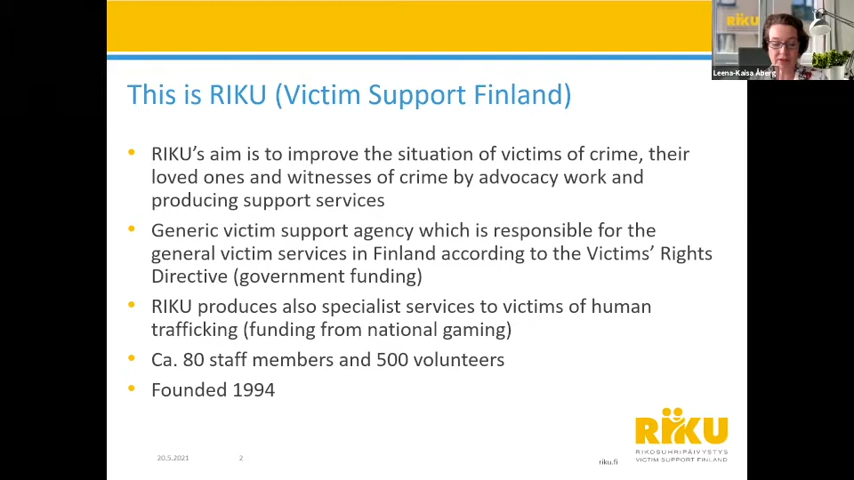 RiKU
Leena-Kaisa Åberg
This is RIKU (Victim Support Finland)
• RIKU's aim is to improve the situation of victims of crime, their
loved ones and witnesses of crime by advocacy work and
producing support services
• Generic victim support agency which is responsible for the
general victim services in Finland according to the Victims' Rights
Directive (government funding)
• RIKU produces also specialist services to victims of human
trafficking (funding from national gaming)
• Ca. 80 staff members and 500 volunteers
• Founded 1994
RiKU
RIKOSUHRIPÄIVYSTYS
VICTIM SUPPORT FINLAND
20.5.2021
2
riku.fi